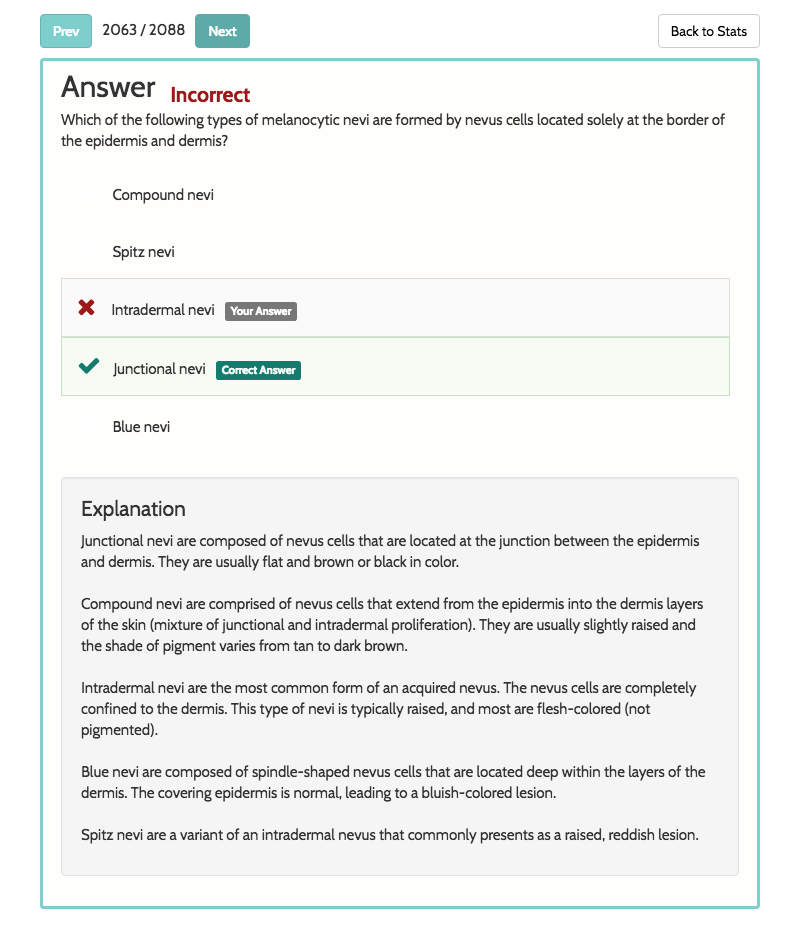 Prev 2063 / 2088 Next Back to Stats
Answer Incorrect
Which of the following types of melanocytic nevi are formed by nevus cells located solely at the border of
the epidermis and dermis?
Compound nevi
Spitz nevi
Intradermal nevi Your Answer
Junctional nevi Correct Answer
Blue nevi
Explanation
Junctional nevi are composed of nevus cells that are located at the junction between the epidermis
and dermis. They are usually flat and brown or black in color.
Compound nevi are comprised of nevus cells that extend from the epidermis into the dermis layers
of the skin (mixture of junctional and intradermal proliferation). They are usually slightly raised and
the shade of pigment varies from tan to dark brown.
Intradermal nevi are the most common form of an acquired nevus. The nevus cells are completely
confined to the dermis. This type of nevi is typically raised, and most are flesh-colored (not
pigmented).
Blue nevi are composed of spindle-shaped nevus cells that are located deep within the layers of the
dermis. The covering epidermis is normal, leading to a bluish-colored lesion.
Spitz nevi are a variant of an intradermal nevus that commonly presents as a raised, reddish lesion.